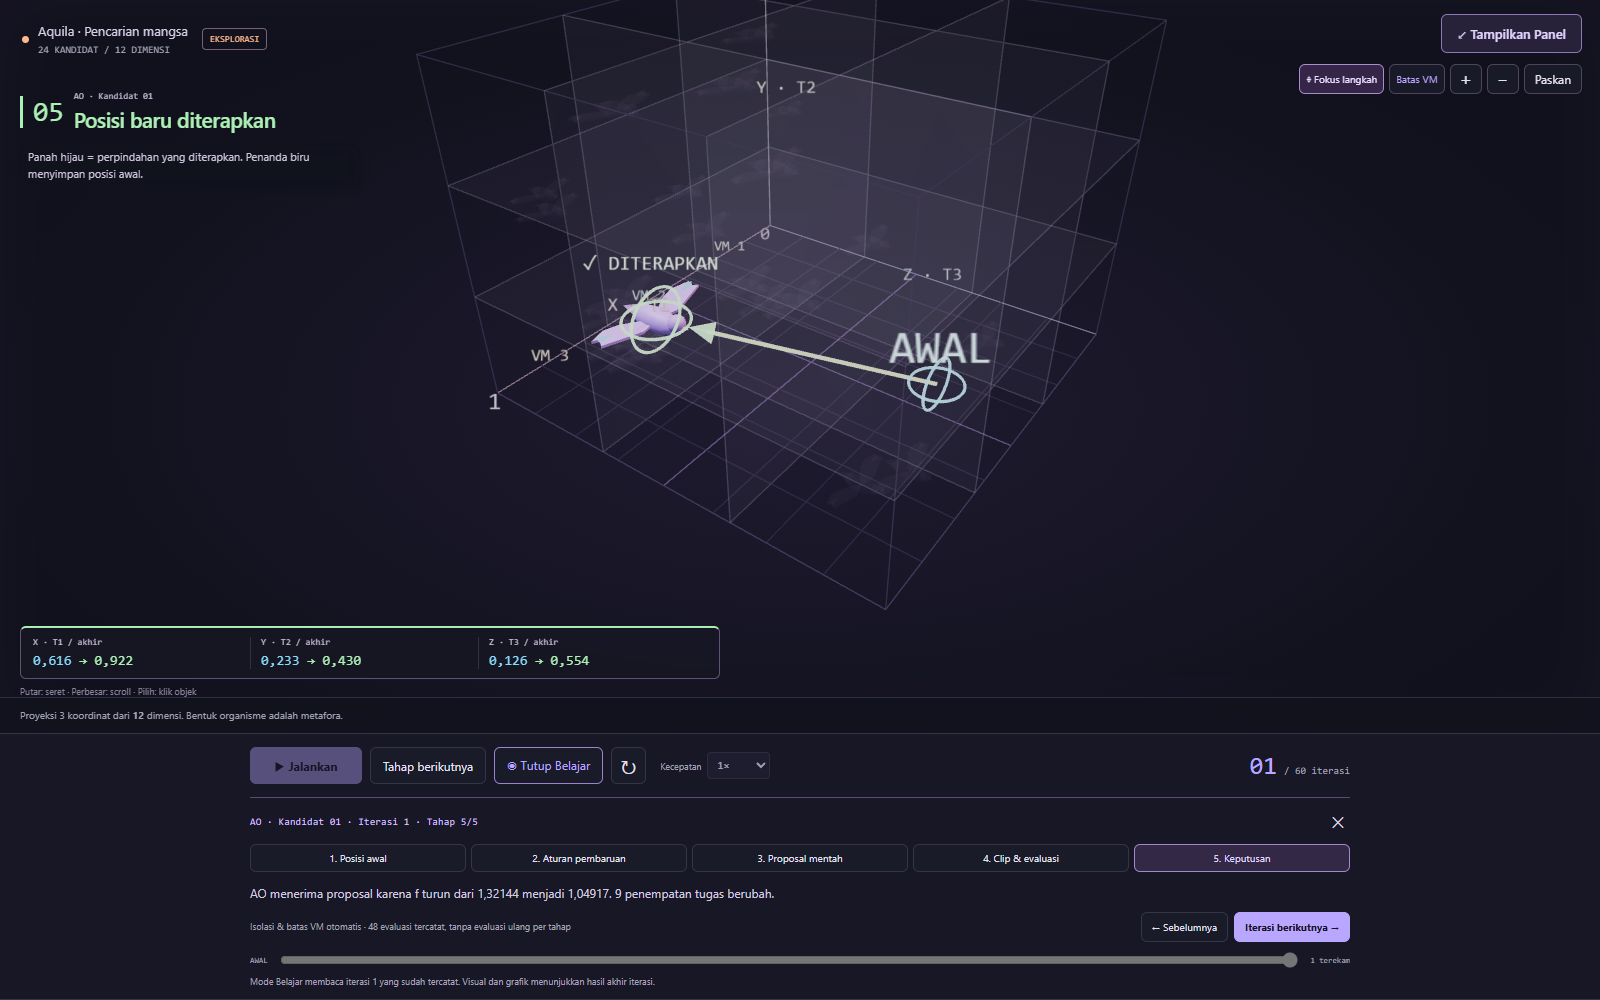 Aquila · Pencarian mangsa
24 KANDIDAT / 12 DIMENSI
EKSPLORASI
↙ Tampilkan Panel
⌖ Fokus langkah
Batas VM
+
−
Paskan
05
AO · Kandidat 01
Posisi baru diterapkan
Panah hijau = perpindahan yang diterapkan. Penanda biru
menyimpan posisi awal.
Y · T2
0
VM 1
✓ DITERAPKAN
Z · T3
X
VM 3
AWAL
1
X · T1 / akhir
0,616 → 0,922
Y · T2 / akhir
0,233 → 0,430
Z · T3 / akhir
0,126 → 0,554
Putar: seret · Perbesar: scroll · Pilih: klik objek
Proyeksi 3 koordinat dari 12 dimensi. Bentuk organisme adalah metafora.
▶ Jalankan
Tahap berikutnya
◉ Tutup Belajar
↻
Kecepatan
1×
01 / 60 iterasi
AO · Kandidat 01 · Iterasi 1 · Tahap 5/5
×
1. Posisi awal
2. Aturan pembaruan
3. Proposal mentah
4. Clip & evaluasi
5. Keputusan
AO menerima proposal karena f turun dari 1,32144 menjadi 1,04917. 9 penempatan tugas berubah.
Isolasi & batas VM otomatis · 48 evaluasi tercatat, tanpa evaluasi ulang per tahap
← Sebelumnya
Iterasi berikutnya →
AWAL
1 terekam
Mode Belajar membaca iterasi 1 yang sudah tercatat. Visual dan grafik menunjukkan hasil akhir iterasi.